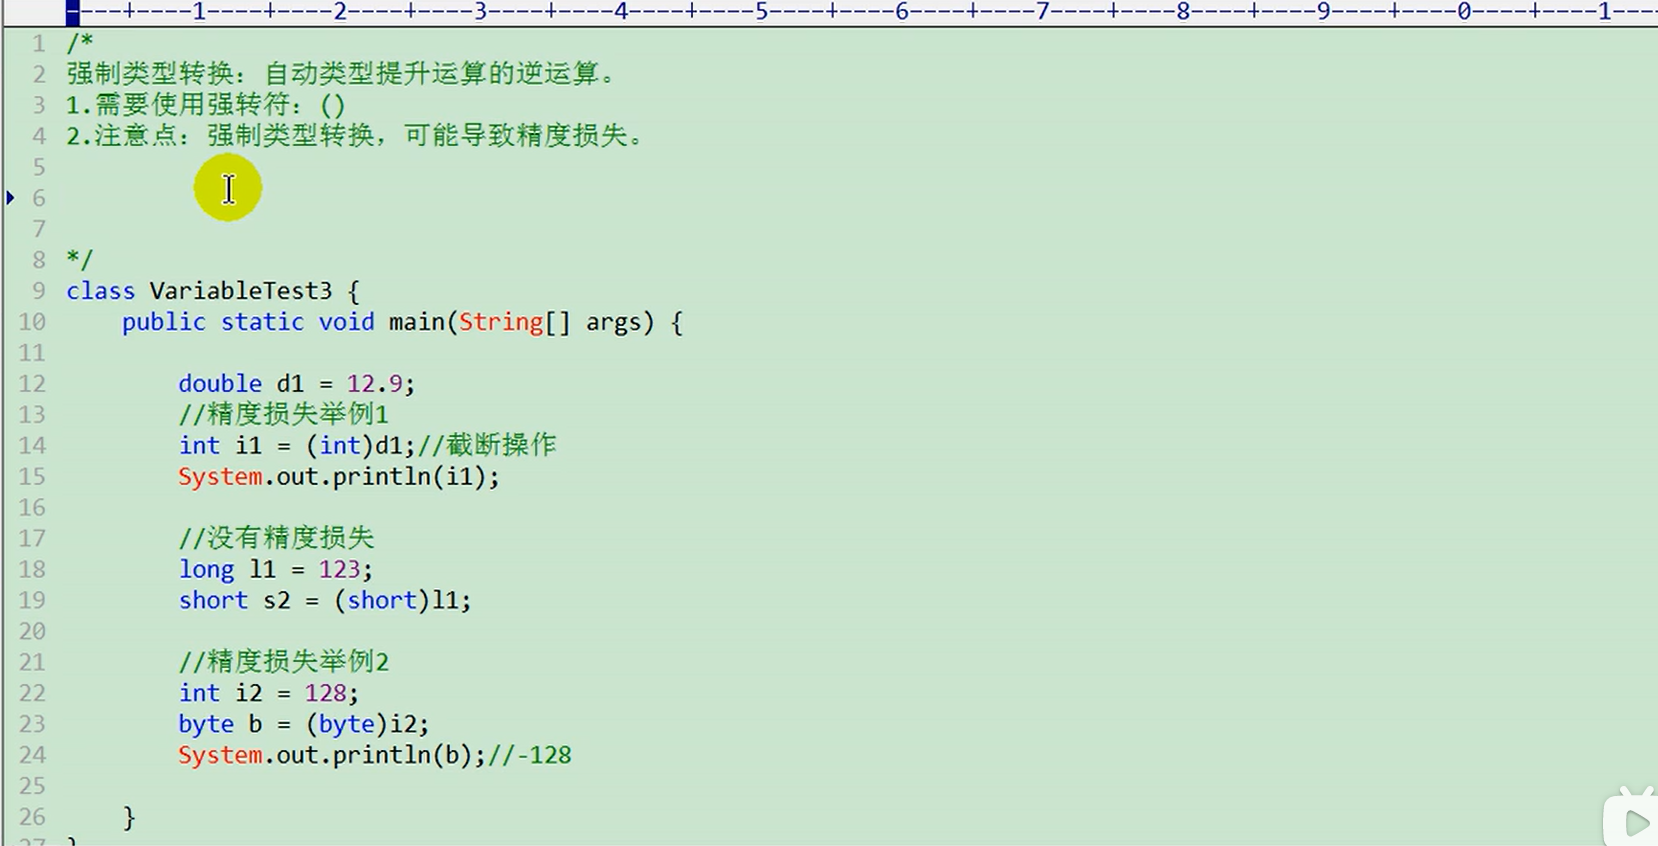 ----+----1----+----2----+----3----+----4----+----5----+----6----+----7----+----8----+----9----+----0----+----1----
1 /*
2 强制类型转换：自动类型提升运算的逆运算。
3 1.需要使用强转符：()
4 2.注意点：强制类型转换，可能导致精度损失。
5
6
7
8 */
9 class VariableTest3 {
10 public static void main(String[] args) {
11
12 double d1 = 12.9;
13 //精度损失举例1
14 int i1 = (int)d1;//截断操作
15 System.out.println(i1);
16
17 //没有精度损失
18 long l1 = 123;
19 short s2 = (short)l1;
20
21 //精度损失举例2
22 int i2 = 128;
23 byte b = (byte)i2;
24 System.out.println(b);//-128
25
26 }
27 }